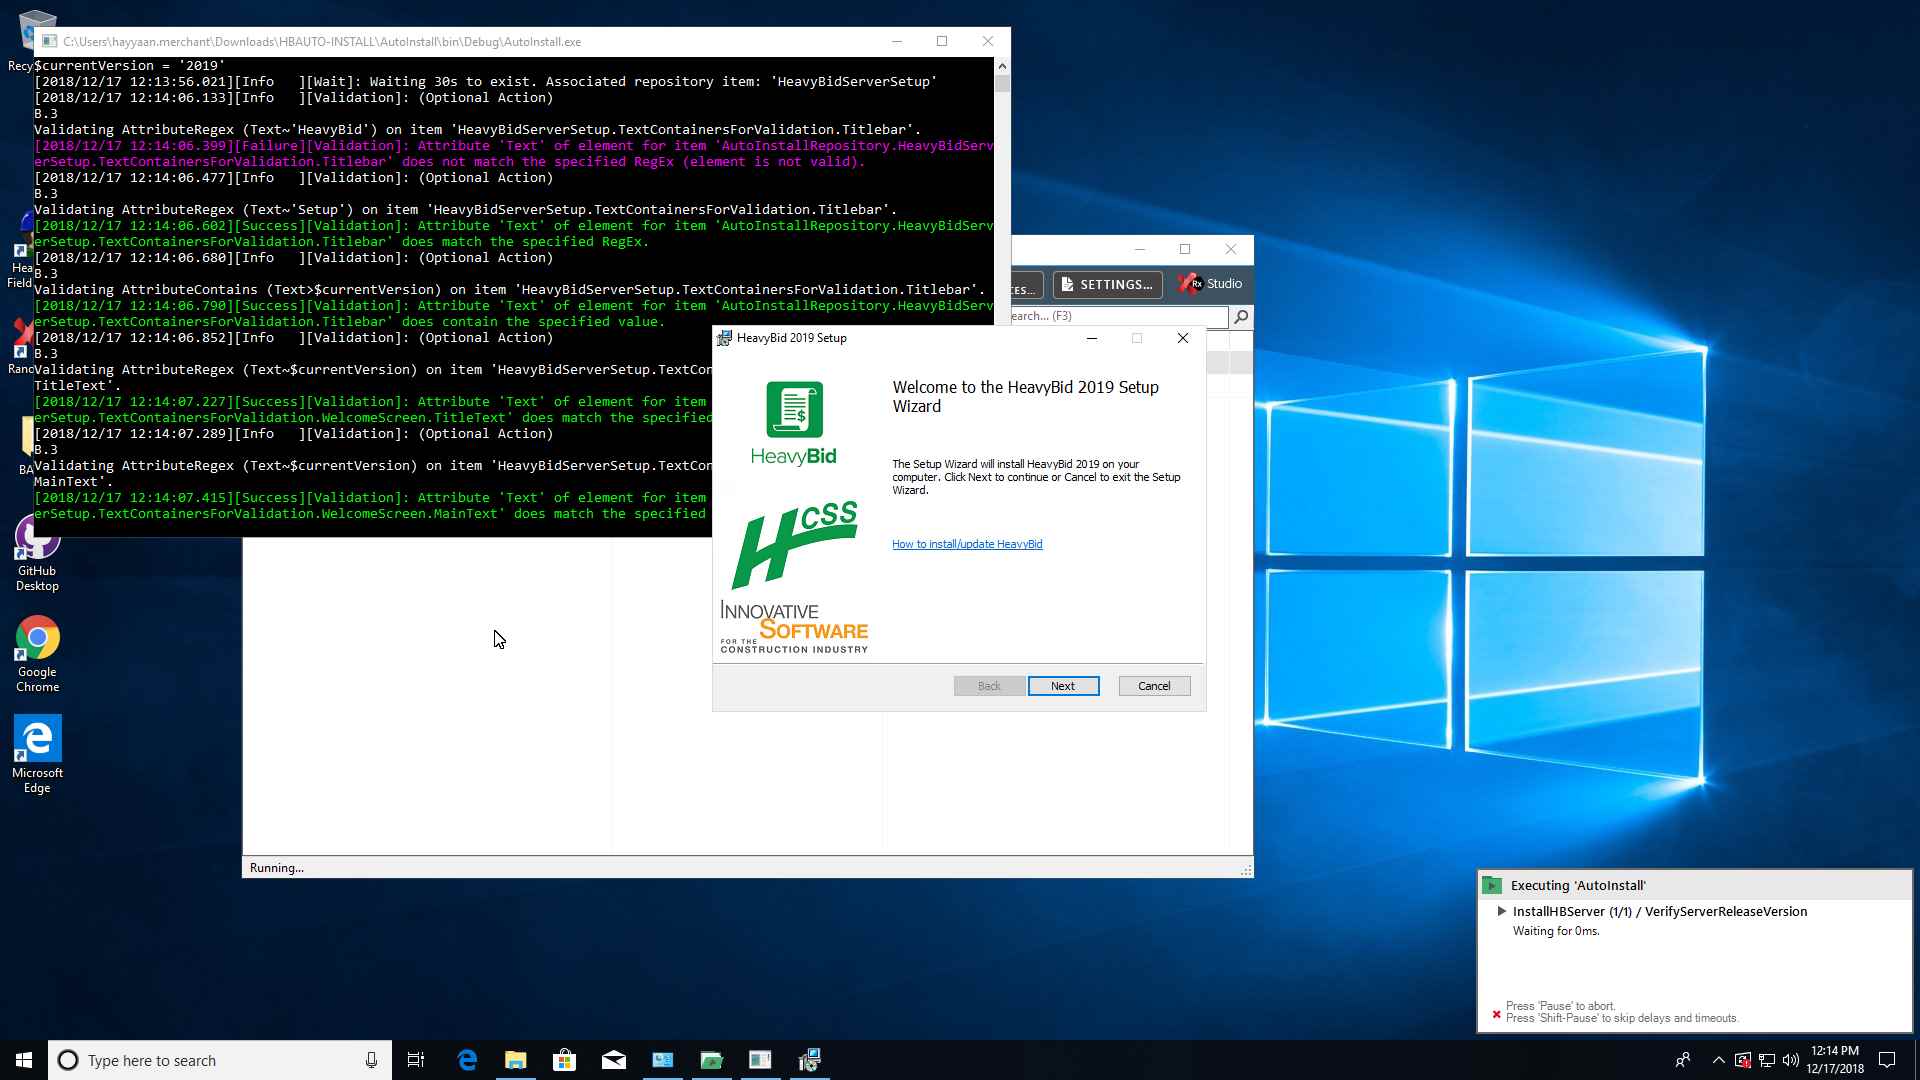 Recy
C:\Users\hayyaan.merchant\Downloads\HBAUTO-INSTALL\AutoInstall\bin\Debug\AutoInstall.exe
$currentVersion = '2019'
[2018/12/17 12:13:56.021][Info   ][Wait]: Waiting 30s to exist. Associated repository item: 'HeavyBidServerSetup'
[2018/12/17 12:14:06.133][Info   ][Validation]: (Optional Action)
B.3
Validating AttributeRegex (Text~'HeavyBid') on item 'HeavyBidServerSetup.TextContainersForValidation.Titlebar'.
[2018/12/17 12:14:06.399][Failure][Validation]: Attribute 'Text' of element for item 'AutoInstallRepository.HeavyBidServ
erSetup.TextContainersForValidation.Titlebar' does not match the specified RegEx (element is not valid).
[2018/12/17 12:14:06.477][Info   ][Validation]: (Optional Action)
B.3
Validating AttributeRegex (Text~'Setup') on item 'HeavyBidServerSetup.TextContainersForValidation.Titlebar'.
[2018/12/17 12:14:06.602][Success][Validation]: Attribute 'Text' of element for item 'AutoInstallRepository.HeavyBidServ
erSetup.TextContainersForValidation.Titlebar' does match the specified RegEx.
[2018/12/17 12:14:06.680][Info   ][Validation]: (Optional Action)
B.3
Validating AttributeContains (Text>$currentVersion) on item 'HeavyBidServerSetup.TextContainersForValidation.Titlebar'.
[2018/12/17 12:14:06.790][Success][Validation]: Attribute 'Text' of element for item 'AutoInstallRepository.HeavyBidServ
erSetup.TextContainersForValidation.Titlebar' does contain the specified value.
[2018/12/17 12:14:06.852][Info   ][Validation]: (Optional Action)
B.3
Validating AttributeRegex (Text~$currentVersion) on item 'HeavyBidServerSetup.TextCon
TitleText'.
[2018/12/17 12:14:07.227][Success][Validation]: Attribute 'Text' of element for item
erSetup.TextContainersForValidation.WelcomeScreen.TitleText' does match the specified
[2018/12/17 12:14:07.289][Info   ][Validation]: (Optional Action)
B.3
Validating AttributeRegex (Text~$currentVersion) on item 'HeavyBidServerSetup.TextCon
MainText'.
[2018/12/17 12:14:07.415][Success][Validation]: Attribute 'Text' of element for item
erSetup.TextContainersForValidation.WelcomeScreen.MainText' does match the specified
Hea
Field
Rano
BA
GitHub
Desktop
Google
Chrome
Microsoft
Edge
ces...
SETTINGS...
Rx Studio
earch... (F3)
HeavyBid 2019 Setup
Welcome to the HeavyBid 2019 Setup
Wizard
HeavyBid
The Setup Wizard will install HeavyBid 2019 on your
computer. Click Next to continue or Cancel to exit the Setup
Wizard.
How to install/update HeavyBid
HCSS
INNOVATIVE
SOFTWARE
FOR THE
CONSTRUCTION INDUSTRY
Back
Next
Cancel
Running...
Executing 'AutoInstall'
InstallHBServer (1/1) / VerifyServerReleaseVersion
Waiting for 0ms.
Press 'Pause' to abort.
Press 'Shift-Pause' to skip delays and timeouts.
Type here to search
12:14 PM
12/17/2018